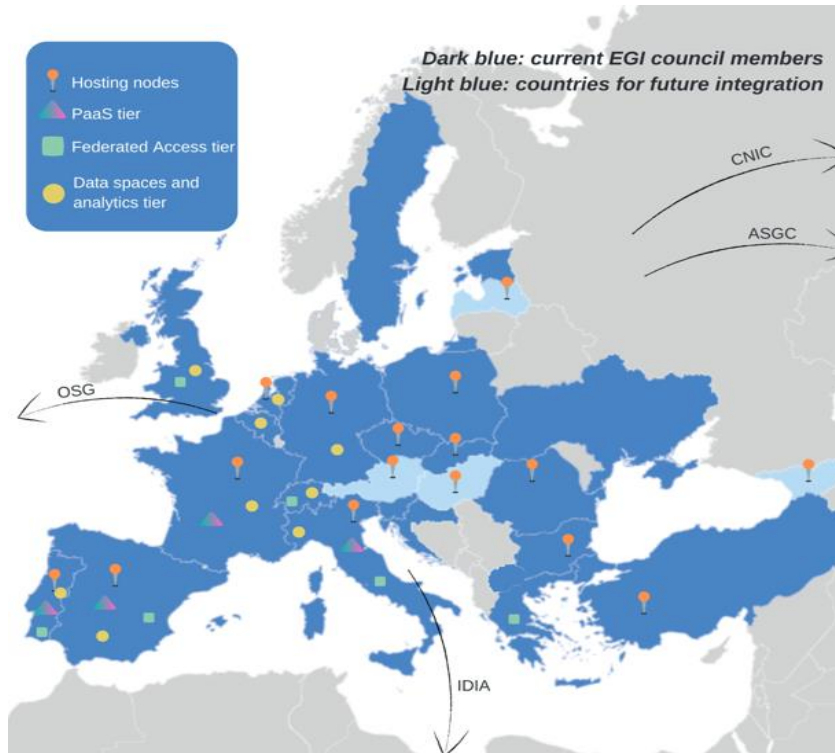 Dark blue: current EGI council members
Light blue: countries for future integration
Hosting nodes
PaaS tier
Federated Access tier
Data spaces and
analytics tier
CNIC
ASGC
OSG
IDIA